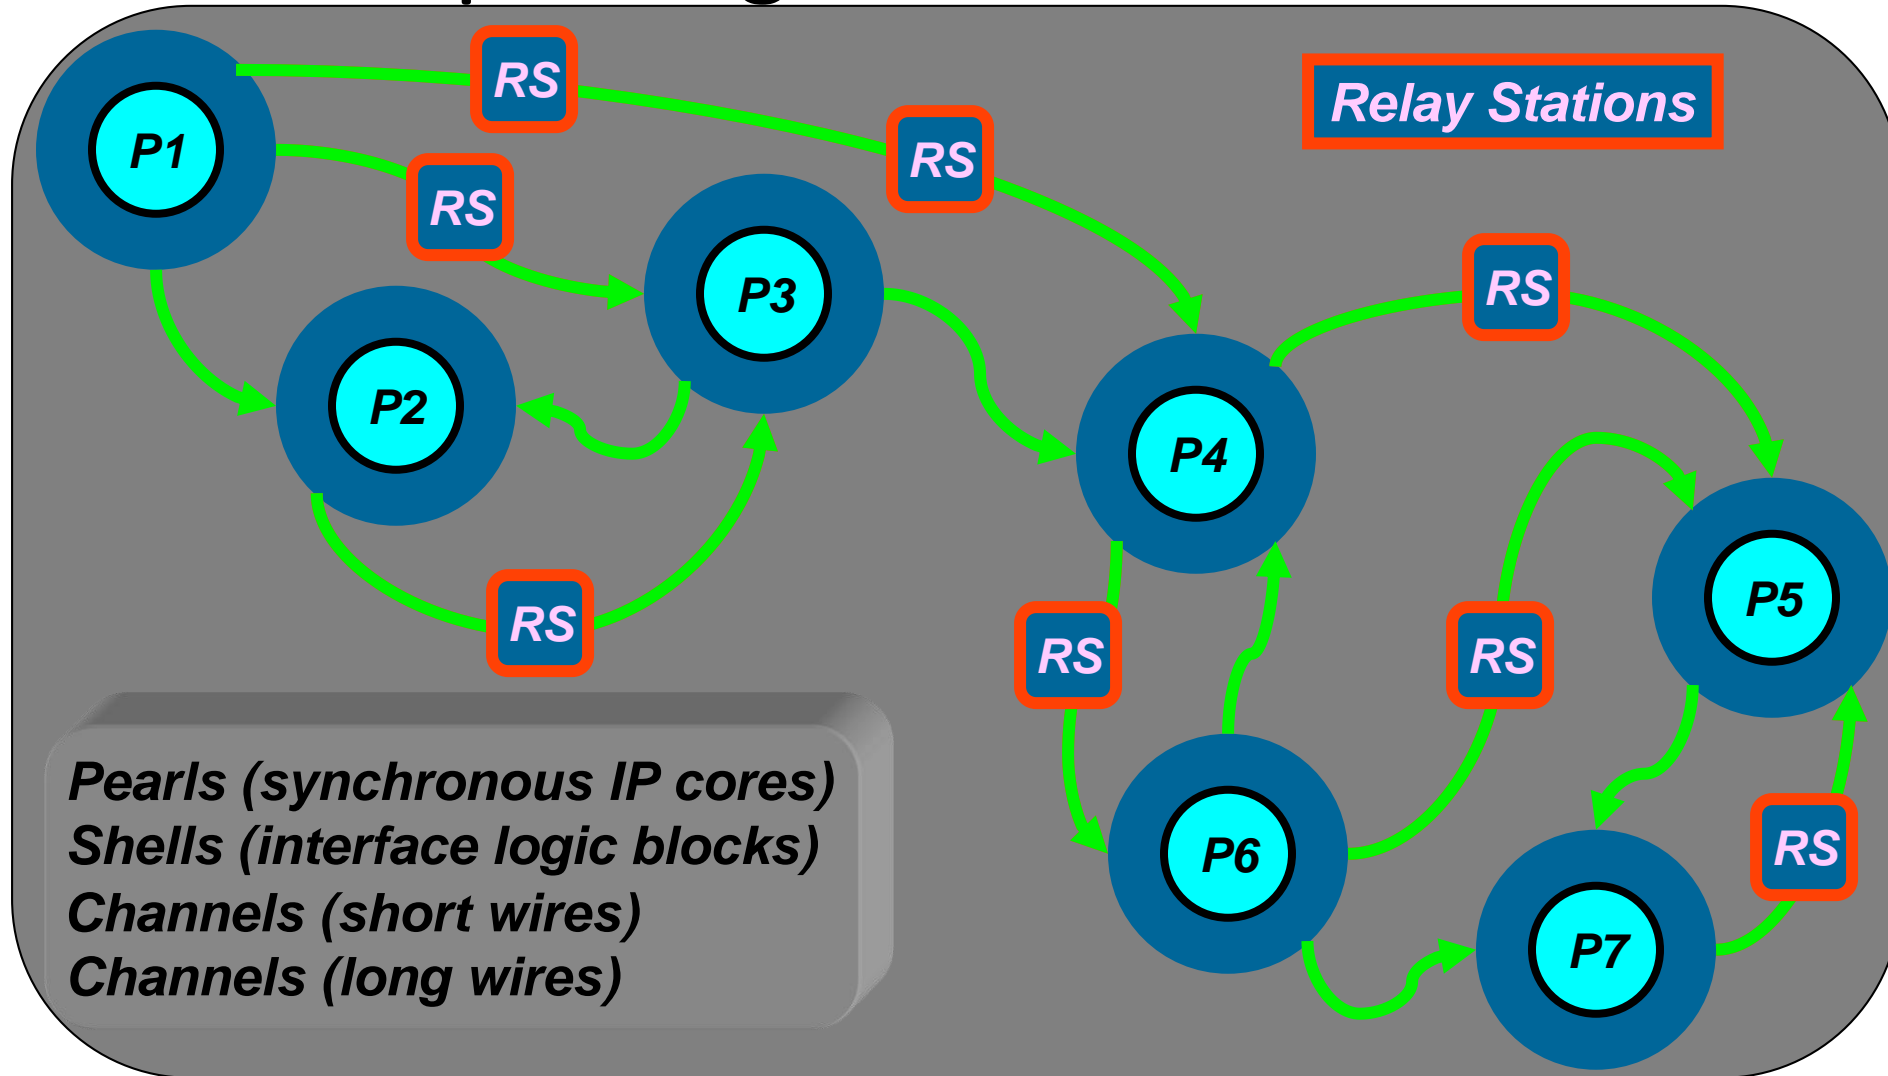 RS
Relay Stations
P1
RS
RS
P3
RS
P2
P4
P5
RS
RS
RS
Pearls (synchronous IP cores)
Shells (interface logic blocks)
Channels (short wires)
Channels (long wires)
P6
RS
P7